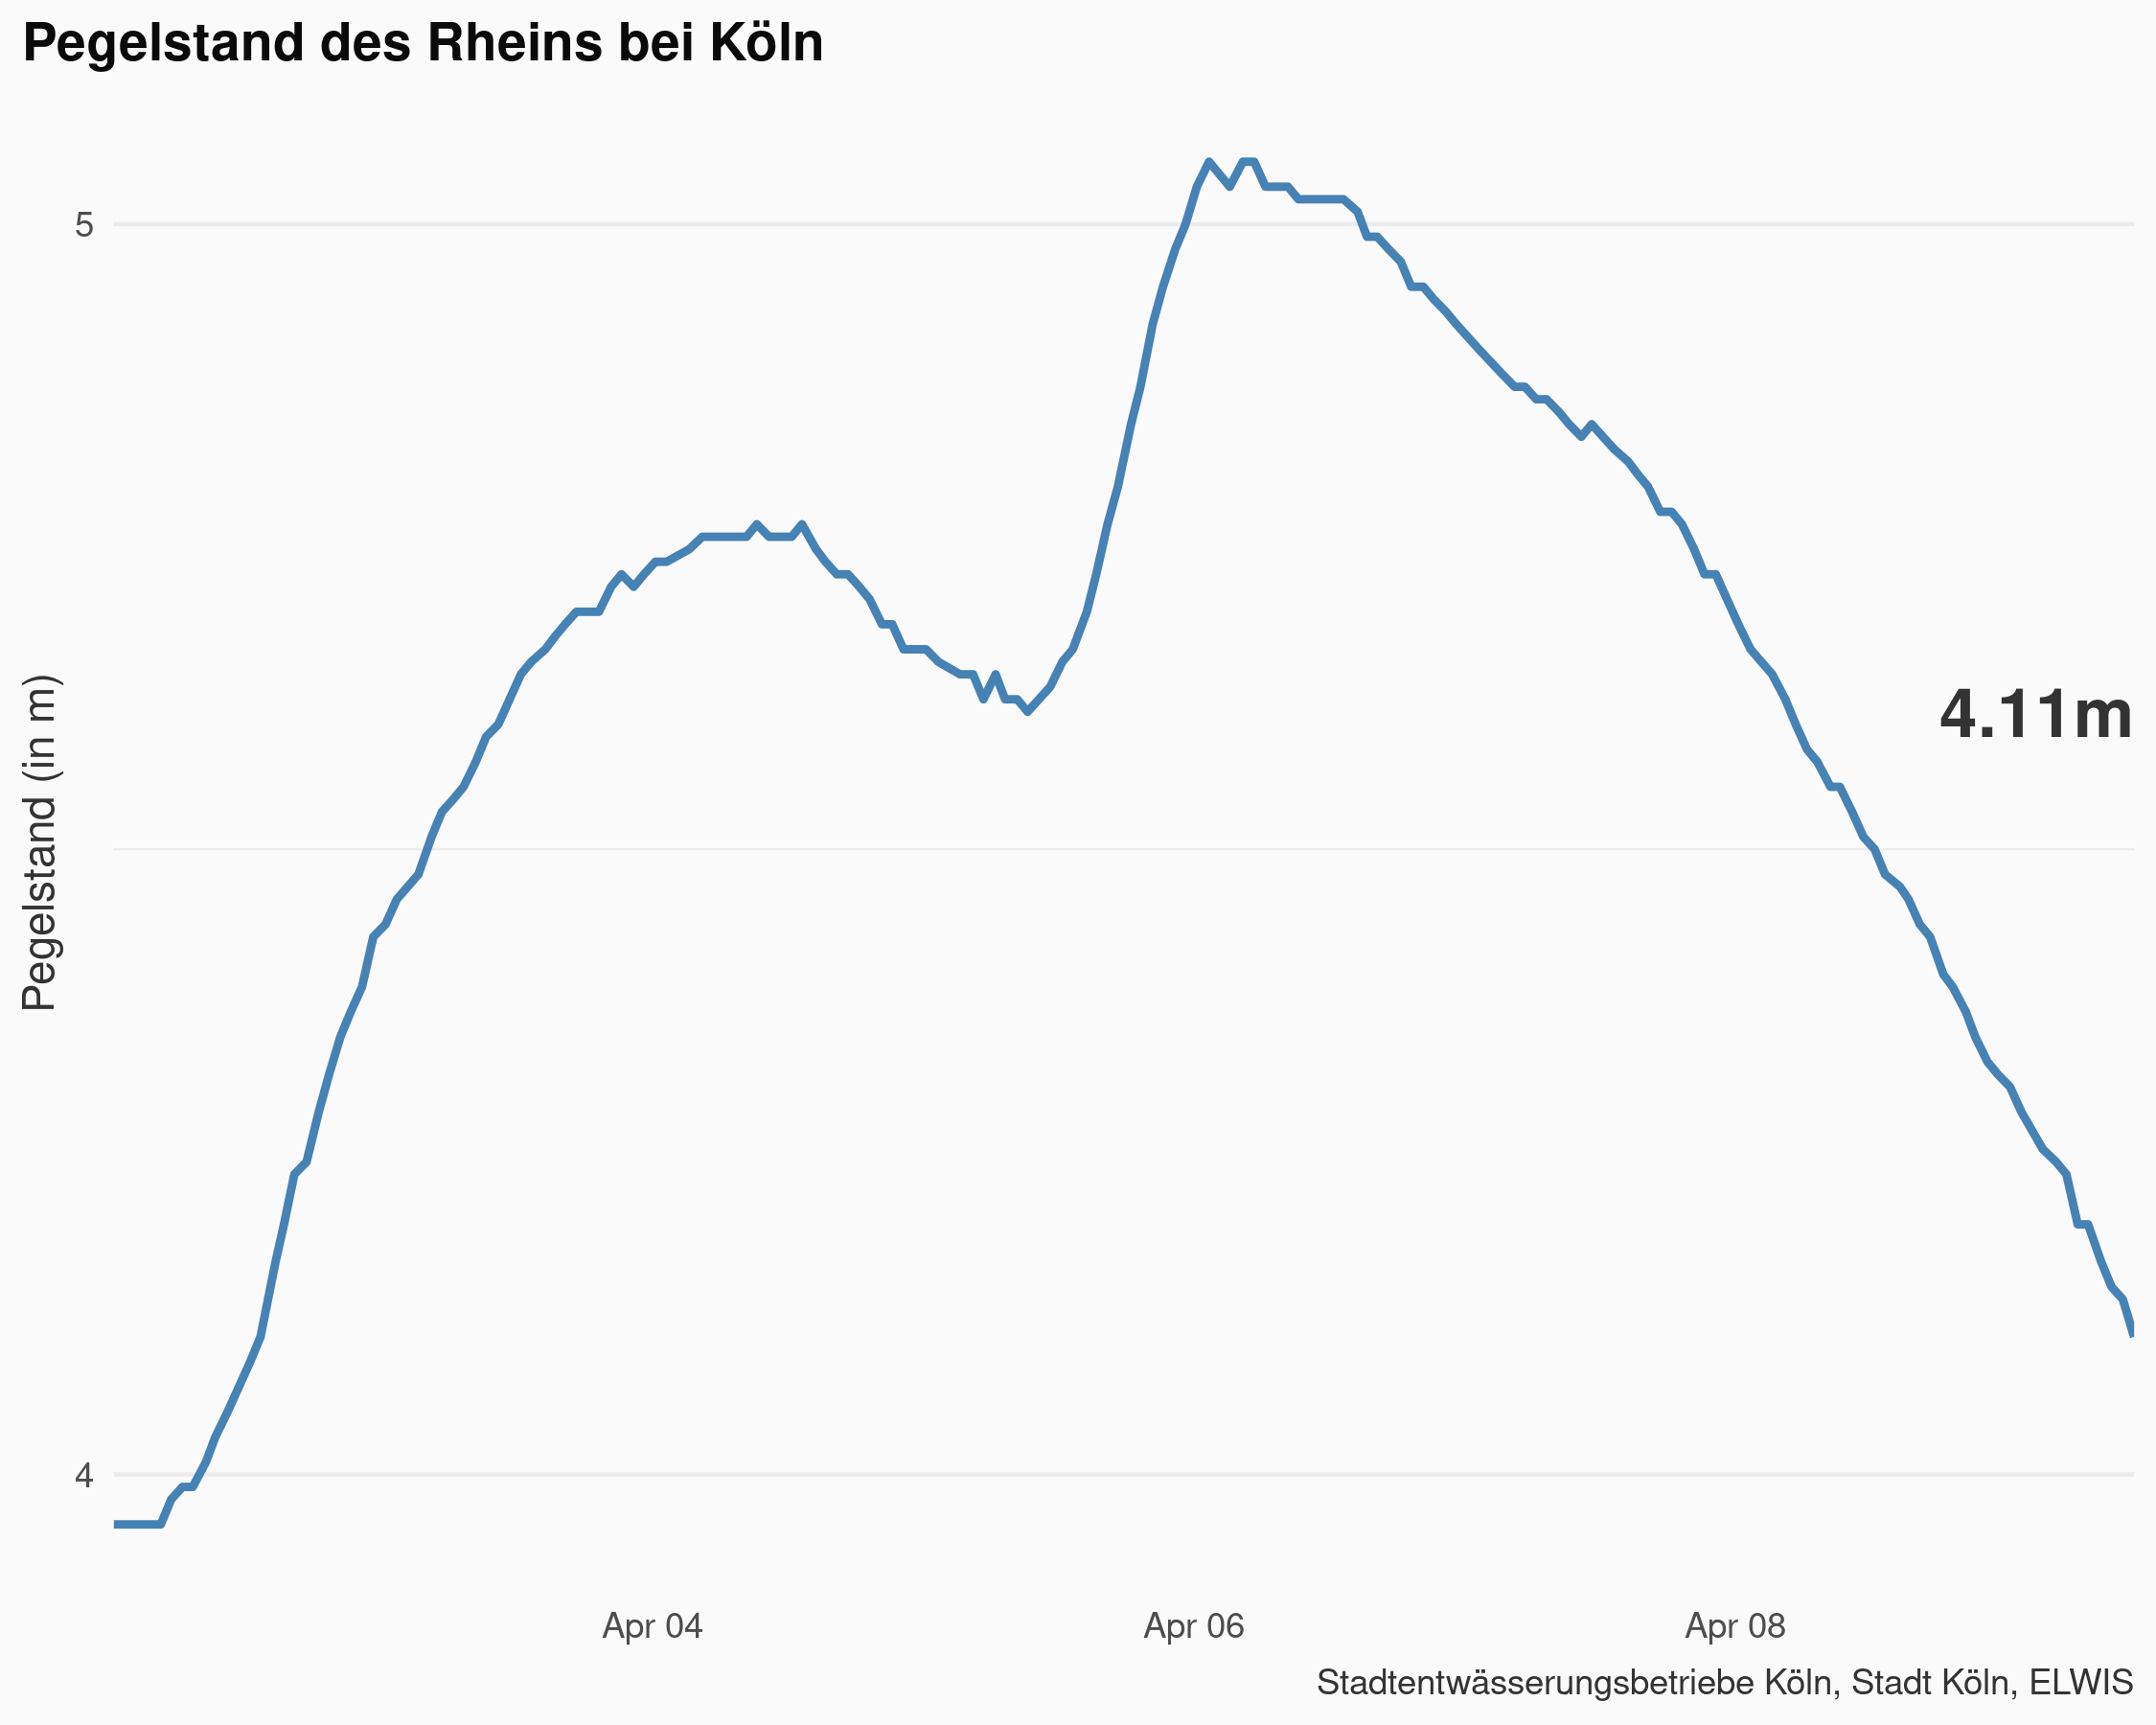 Pegelstand des Rheins bei Köln
Pegelstand (in m)
5
4.11m
4
Apr 04
Apr 06
Apr 08
Stadtentwässerungsbetriebe Köln, Stadt Köln, ELWIS